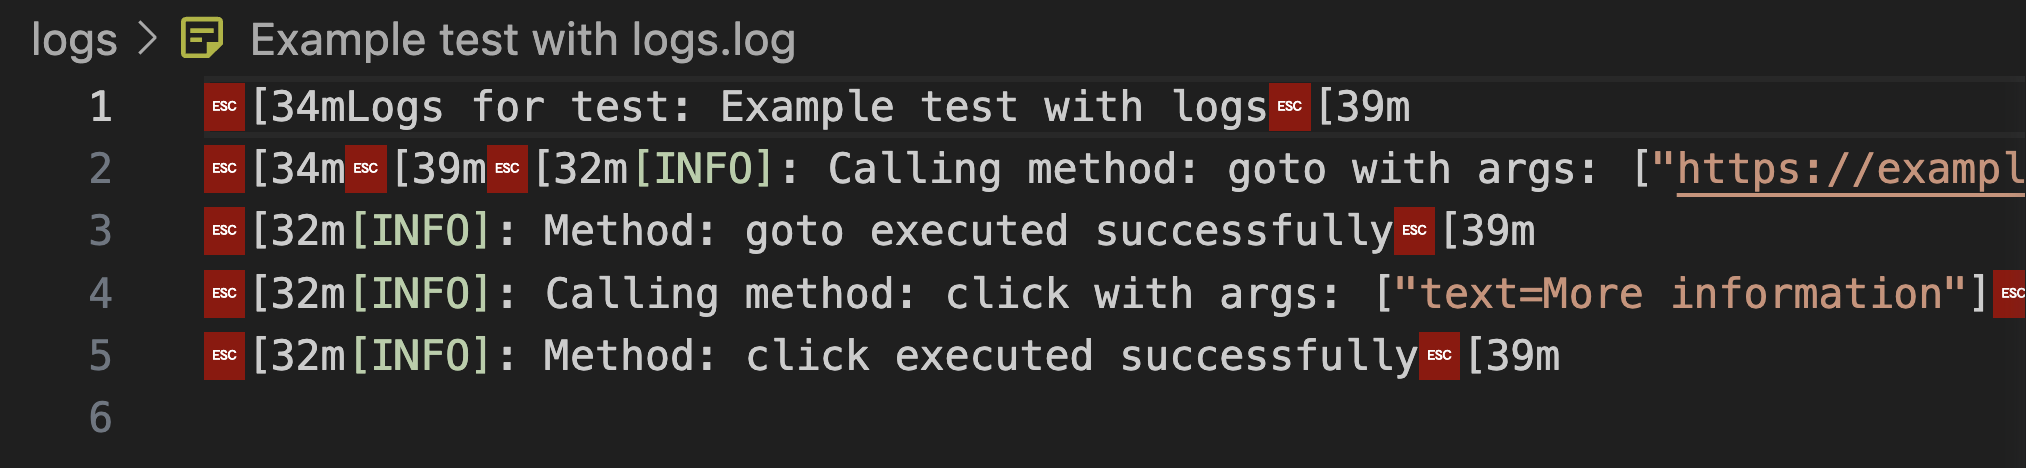 logs > Example test with logs.log
1 ESC[34mLogs for test: Example test with logsESC[39m
2 ESC[34mESC[39mESC[32m[INFO]: Calling method: goto with args: ["https://exampl
3 ESC[32m[INFO]: Method: goto executed successfullyESC[39m
4 ESC[32m[INFO]: Calling method: click with args: ["text=More information"]ESC
5 ESC[32m[INFO]: Method: click executed successfullyESC[39m
6